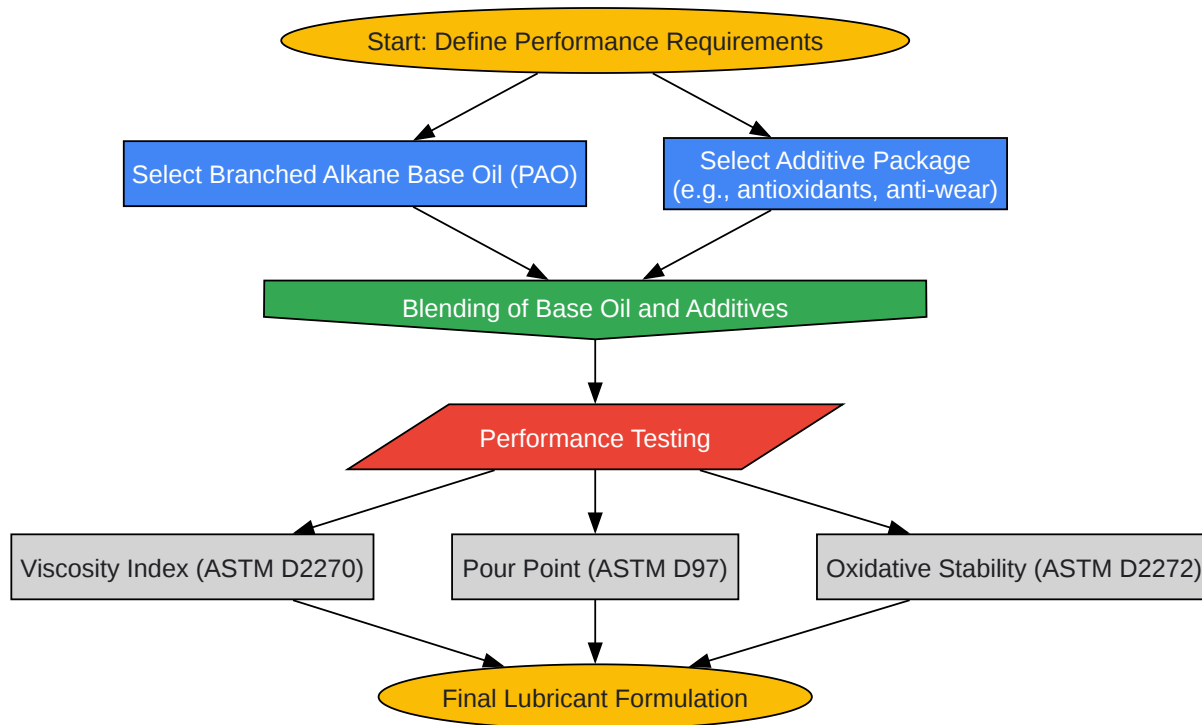 Start: Define Performance Requirements
Select Branched Alkane Base Oil (PAO)
Select Additive Package
(e.g., antioxidants, anti-wear)
Blending of Base Oil and Additives
Performance Testing
Viscosity Index (ASTM D2270)
Pour Point (ASTM D97)
Oxidative Stability (ASTM D2272)
Final Lubricant Formulation